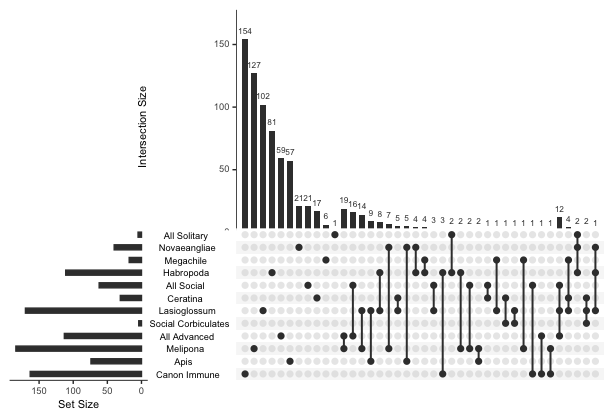 154
127
102
81
59 57
21 21 17 6 1 19 16 14 9 8 7 5 5 4 4 3 3 2 2 2 2 1 1 1 1 1 1 1 1 12 4 2 2 1
150
100
50
Intersection Size
All Solitary
Novaeangliae
Megachile
Habropoda
All Social
Ceratina
Lasioglossum
Social Corbiculates
All Advanced
Melipona
Apis
Canon Immune
150 100 50 0
Set Size